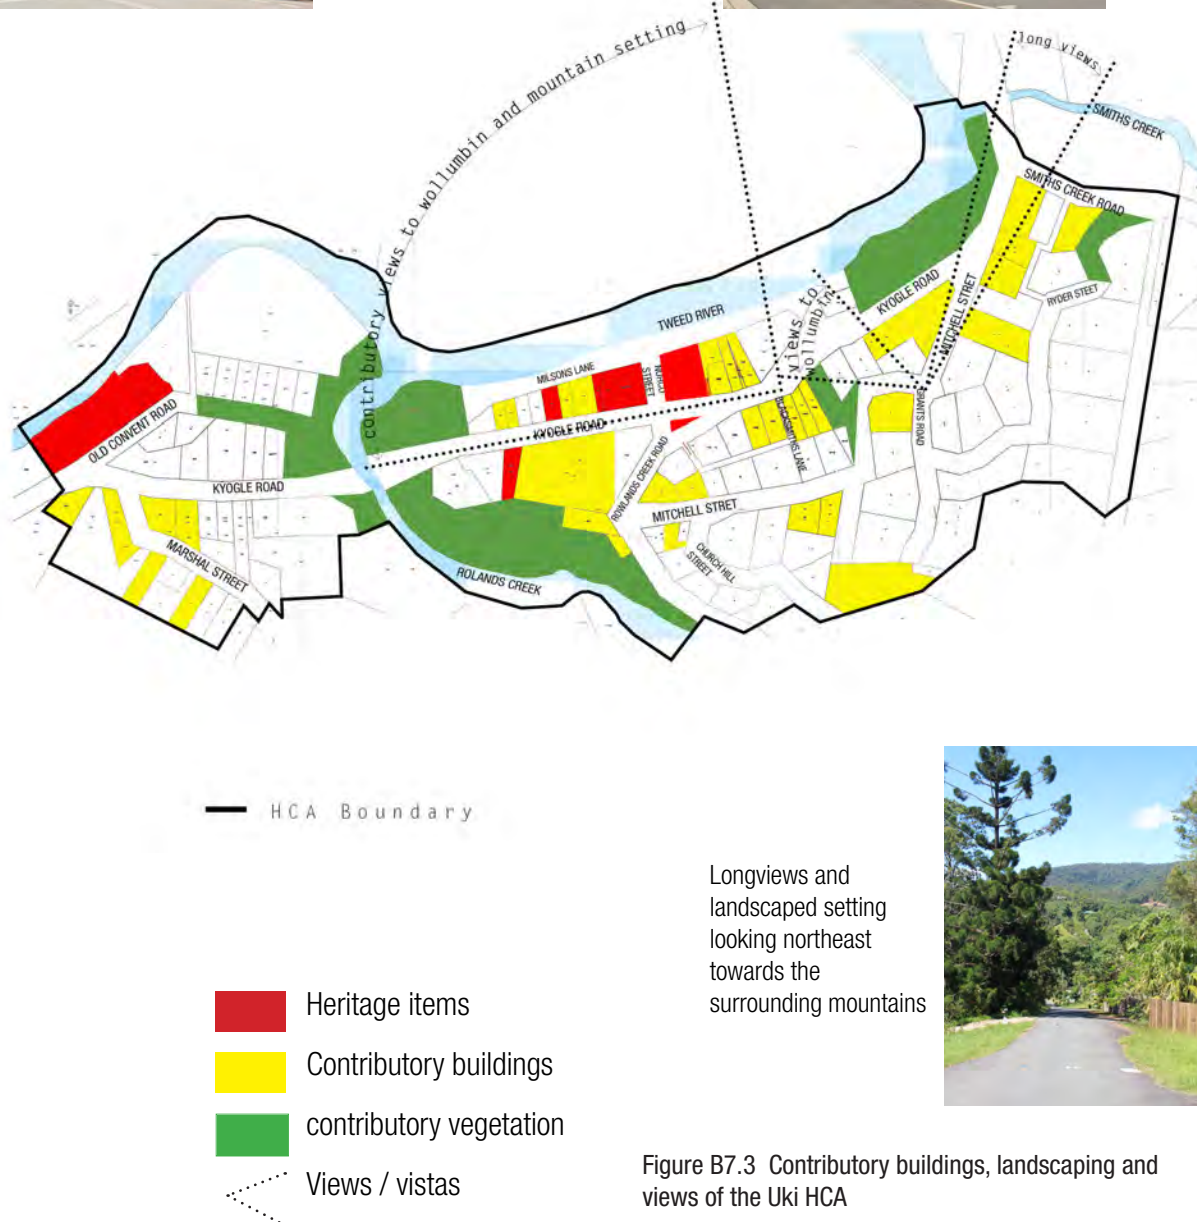 contributory views to wollumbin and mountain setting
long views
SMITHS CREEK
SMITHS CREEK ROAD
RYDER STEET
KYOGLE ROAD
MITCHELL STRET
views to
wollumbin
TWEED RIVER
MILSONS LANE
STREET
KYOGLE ROAD
BLACKSMITHS LANE
GRANTS ROAD
OLD CONVENT ROAD
KYOGLE ROAD
ROWLANDS CREEK ROAD
MITCHELL STRET
CHURCH HILL
STREET
MARSHAL STREET
ROLANDS CREEK
HCA Boundary
Longviews and
landscaped setting
looking northeast
towards the
surrounding mountains
Heritage items
Contributory buildings
contributory vegetation
Views / vistas
Figure B7.3 Contributory buildings, landscaping and
views of the Uki HCA